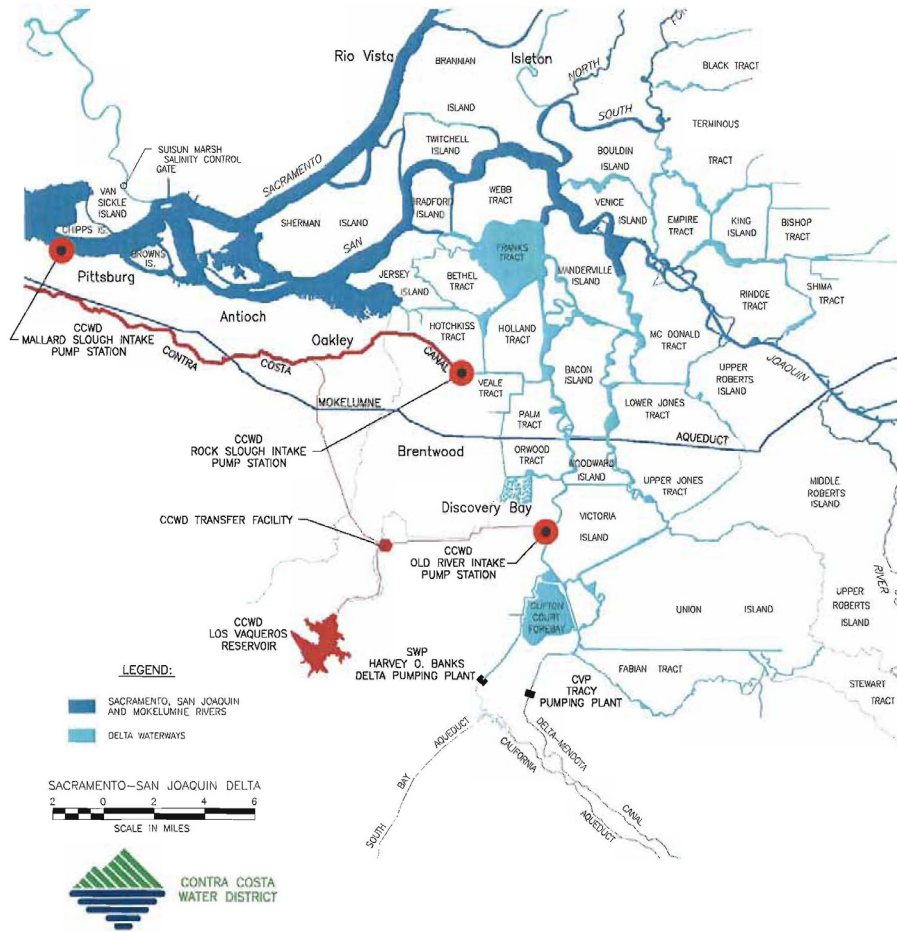 Rio Vista
Isleton
BRANNIAN
ISLAND
NORTH
SOUTH
BLACK TRACT
TERMINOUS
TRACT
SUISUN MARSH
SALINITY CONTROL
GATE
SACRAMENTO
TWITCHELL
ISLAND
BOULDIN
ISLAND
VAN
SICKLE
ISLAND
CHIPPS IS.
BROWNS
IS.
SHERMAN
ISLAND
SAN
BRADFORD
ISLAND
WEBB
TRACT
VENICE
ISLAND
EMPIRE
TRACT
KING
ISLAND
BISHOP
TRACT
Pittsburg
JERSEY
ISLAND
BETHEL
TRACT
FRANKS
TRACT
MANDERVILLE
ISLAND
RINDGE
TRACT
SHIMA
TRACT
Antioch
CCWD
MALLARD SLOUGH INTAKE
PUMP STATION
CONTRA
COSTA
CANAL
Oakley
HOTCHKISS
TRACT
HOLLAND
TRACT
MC DONALD
TRACT
JOAQUIN
BACON
ISLAND
UPPER
ROBERTS
ISLAND
VEALE
TRACT
LOWER JONES
TRACT
MOKELUMNE
AQUEDUCT
PALM
TRACT
CCWD
ROCK SLOUGH INTAKE
PUMP STATION
Brentwood
ORWOOD
TRACT
WOODWARD
ISLAND
UPPER JONES
TRACT
MIDDLE
ROBERTS
ISLAND
Discovery Bay
VICTORIA
ISLAND
CCWD TRANSFER FACILITY
CCWD
OLD RIVER INTAKE
PUMP STATION
RIVER
UPPER
ROBERTS
ISLAND
CLIFTON
COURT
FOREBAY
UNION
ISLAND
CCWD
LOS VAQUEROS
RESERVOIR
SWP
HARVEY O. BANKS
DELTA PUMPING PLANT
CVP
TRACY
PUMPING PLANT
FABIAN TRACT
STEWART
TRACT
LEGEND:
SACRAMENTO, SAN JOAQUIN
AND MOKELUMNE RIVERS
DELTA WATERWAYS
SOUTH
BAY
AQUEDUCT
CALIFORNIA
AQUEDUCT
DELTA-MENDOTA
CANAL
SACRAMENTO-SAN JOAQUIN DELTA
2 0 2 4 6
SCALE IN MILES
CONTRA COSTA
WATER DISTRICT